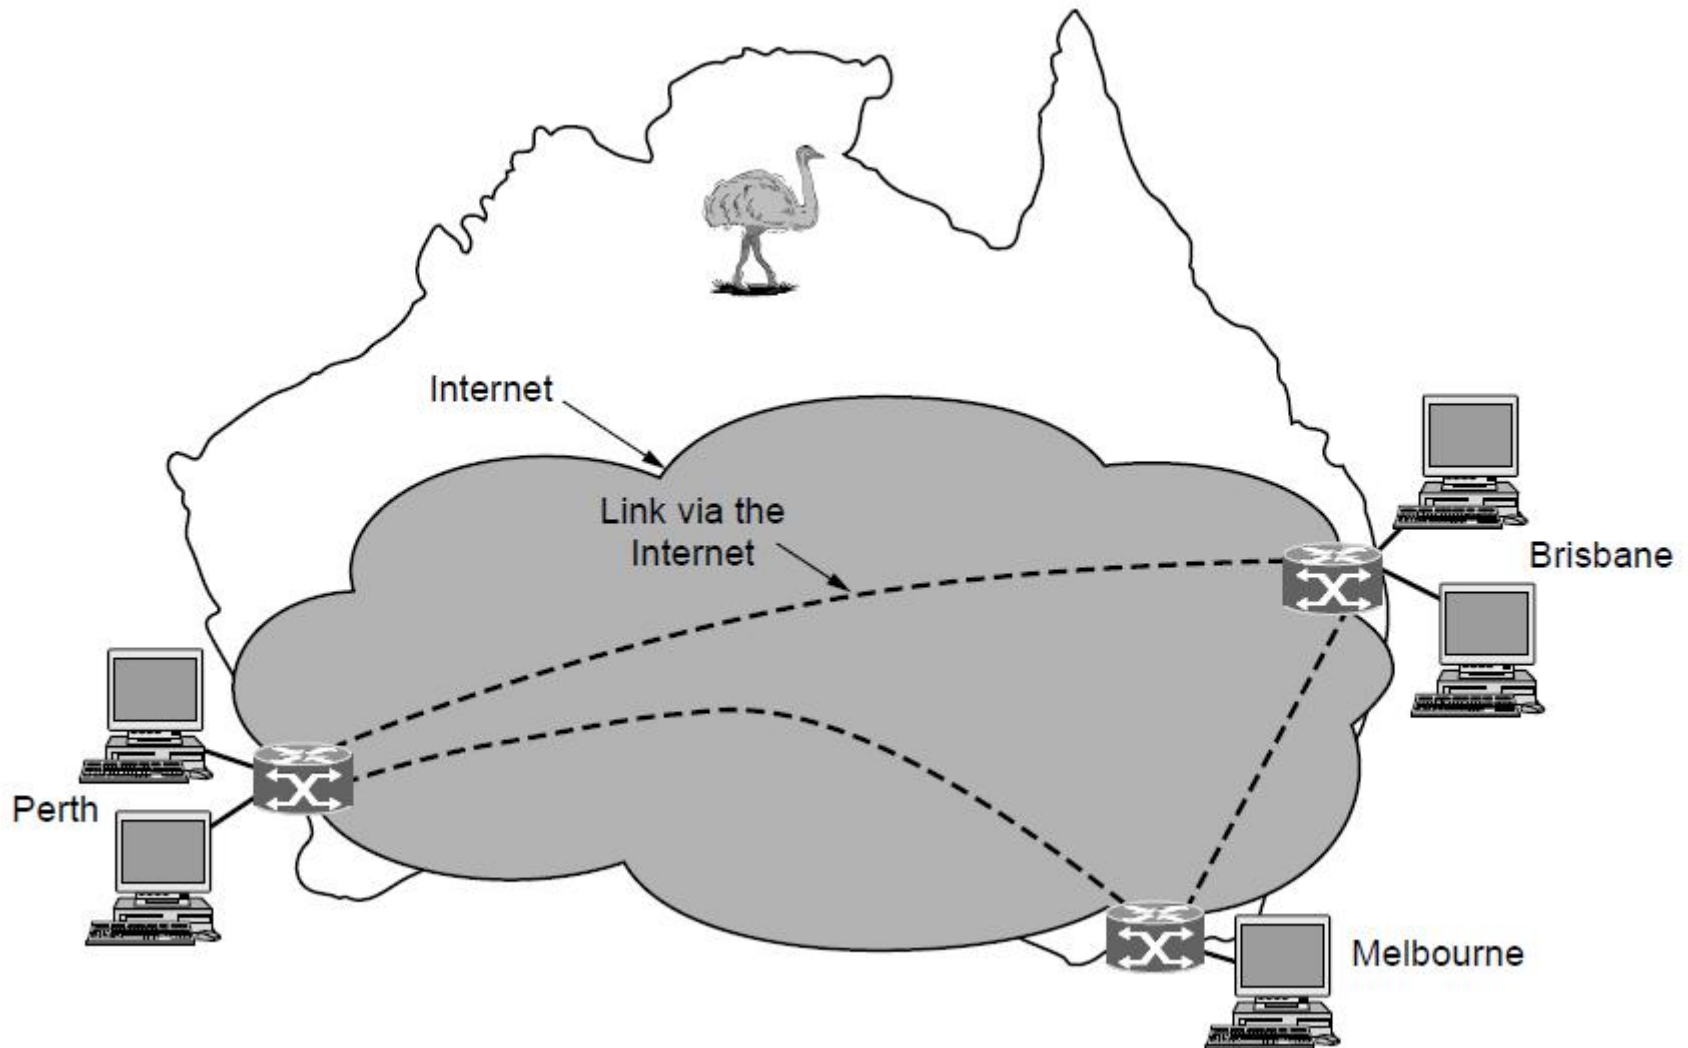 Internet
Link via the
Internet
Brisbane
Perth
Melbourne